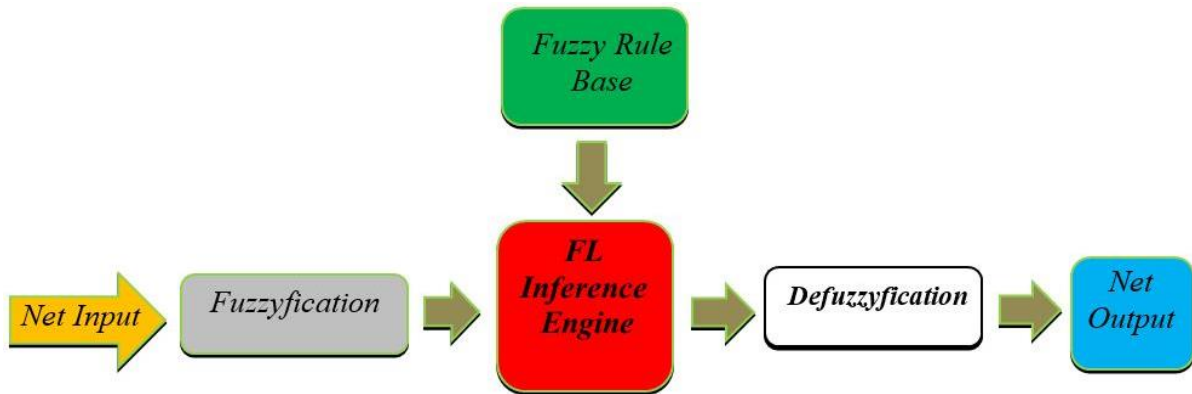 Fuzzy Rule
Base
Net Input
Fuzzyfication
FL
Inference
Engine
Defuzzyfication
Net
Output